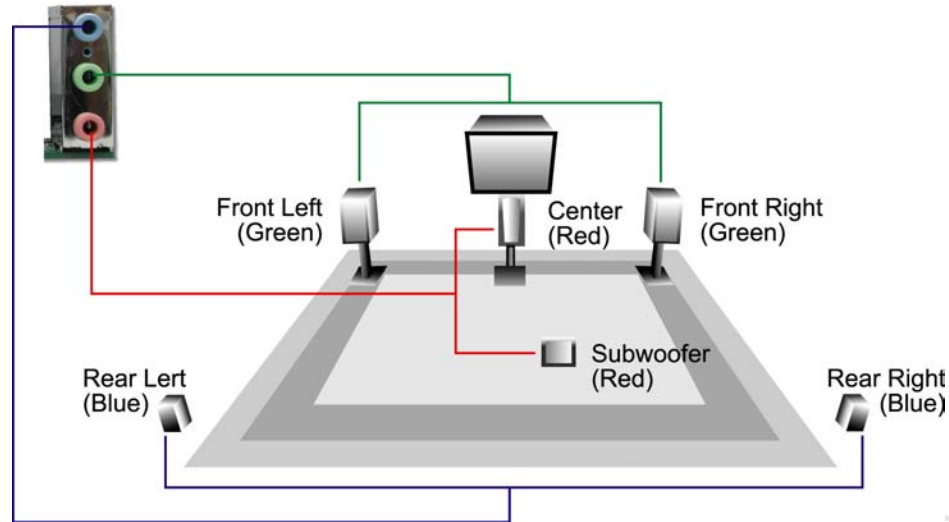 Front Left
(Green)
Center
(Red)
Front Right
(Green)
Subwoofer
(Red)
Rear Lert
(Blue)
Rear Right
(Blue)